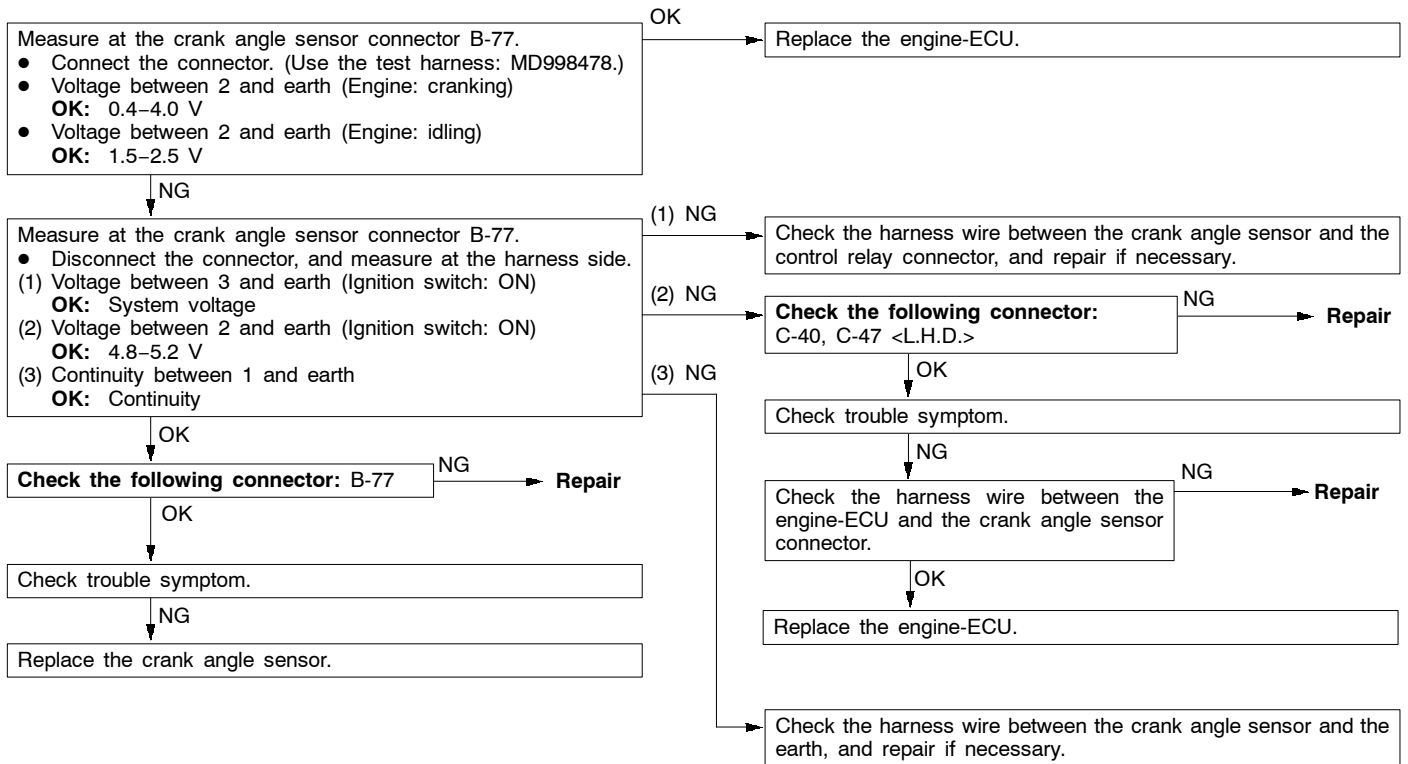 OK
Measure at the crank angle sensor connector B-77.
● Connect the connector. (Use the test harness: MD998478.)
● Voltage between 2 and earth (Engine: cranking)
OK: 0.4–4.0 V
● Voltage between 2 and earth (Engine: idling)
OK: 1.5–2.5 V
Replace the engine-ECU.
NG
Measure at the crank angle sensor connector B-77.
● Disconnect the connector, and measure at the harness side.
(1) Voltage between 3 and earth (Ignition switch: ON)
OK: System voltage
(2) Voltage between 2 and earth (Ignition switch: ON)
OK: 4.8–5.2 V
(3) Continuity between 1 and earth
OK: Continuity
(1) NG
Check the harness wire between the crank angle sensor and the
control relay connector, and repair if necessary.
(2) NG
Check the following connector:
C-40, C-47 <L.H.D.>
NG
Repair
OK
Check trouble symptom.
NG
Check the harness wire between the
engine-ECU and the crank angle sensor
connector.
NG
Repair
OK
Replace the engine-ECU.
(3) NG
Check the harness wire between the crank angle sensor and the
earth, and repair if necessary.
OK
Check the following connector: B-77
NG
Repair
OK
Check trouble symptom.
NG
Replace the crank angle sensor.